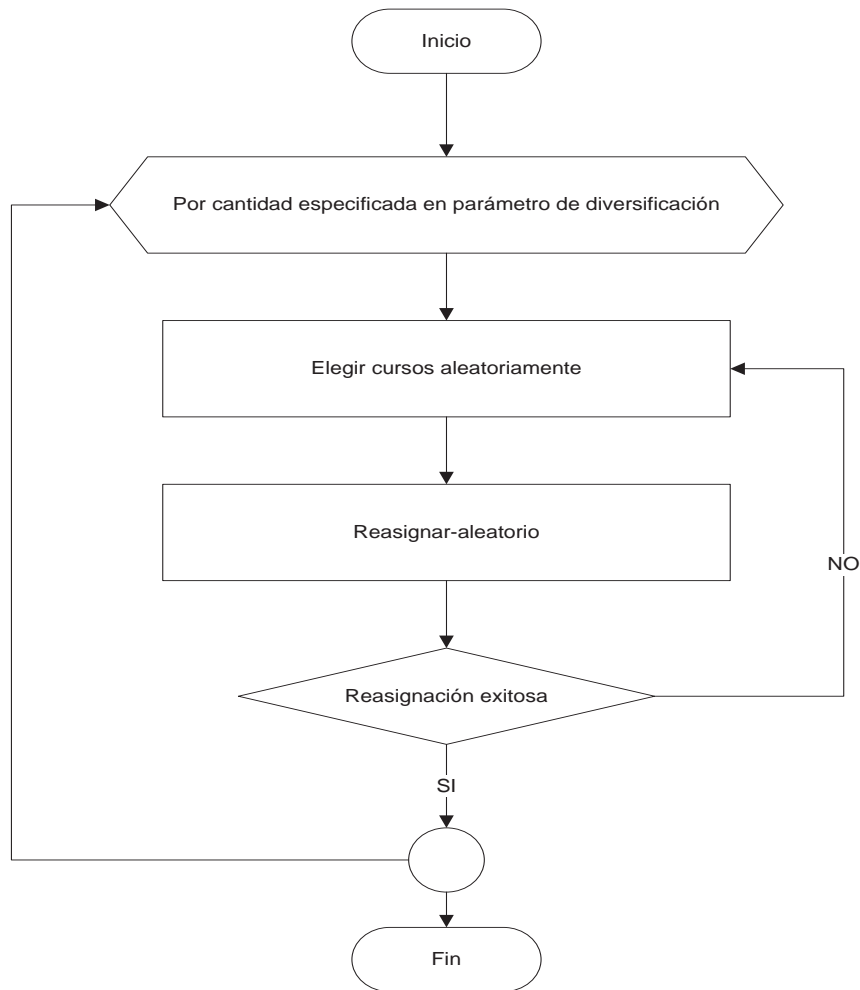 Inicio
Por cantidad especificada en parámetro de diversificación
Elegir cursos aleatoriamente
Reasignar-aleatorio
NO
Reasignación exitosa
SI
Fin